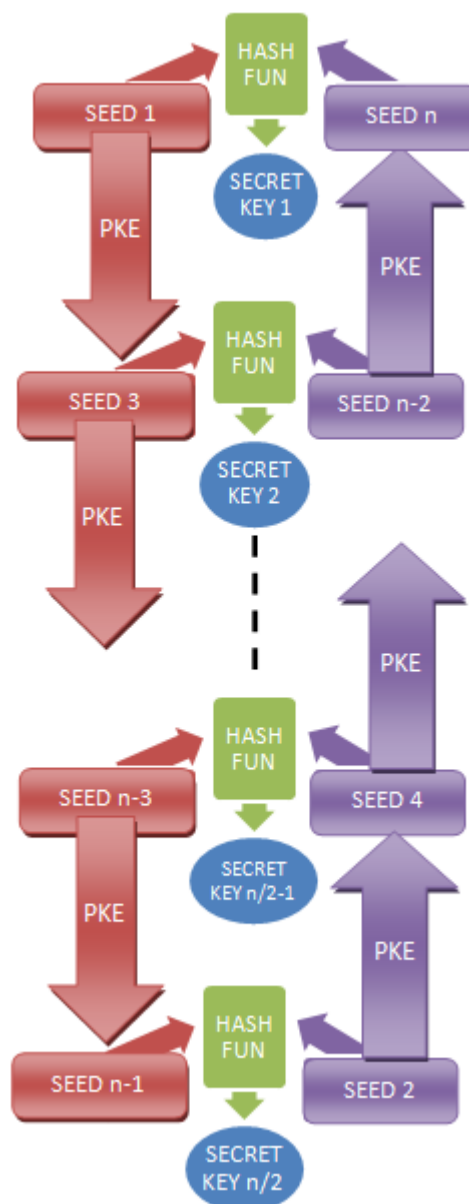 HASH
FUN
SEED 1
SEED n
PKE
SECRET
KEY 1
PKE
HASH
FUN
SEED 3
SEED n-2
PKE
SECRET
KEY 2
PKE
HASH
FUN
SEED n-3
SEED 4
SECRET
KEY n/2-1
PKE
PKE
HASH
FUN
SEED n-1
SEED 2
SECRET
KEY n/2